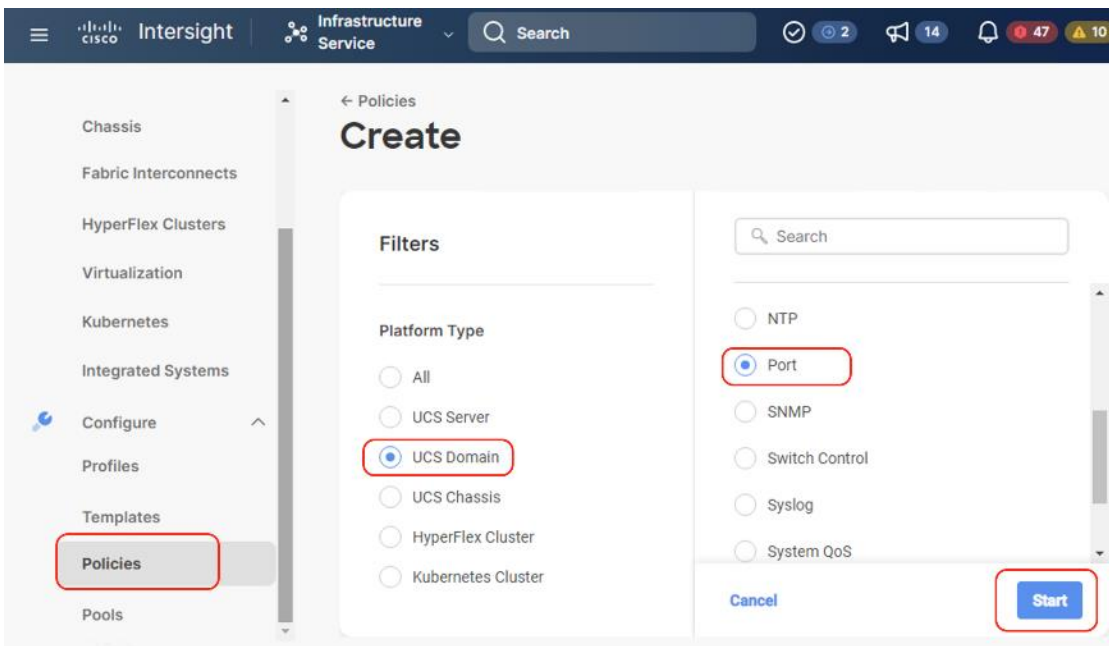 cisco Intersight
Infrastructure
Service
Search
2
14
47
10
Chassis
Fabric Interconnects
HyperFlex Clusters
Virtualization
Kubernetes
Integrated Systems
Configure
Profiles
Templates
Policies
Pools
← Policies
Create
Filters
Platform Type
All
UCS Server
UCS Domain
UCS Chassis
HyperFlex Cluster
Kubernetes Cluster
Search
NTP
Port
SNMP
Switch Control
Syslog
System QoS
Cancel
Start